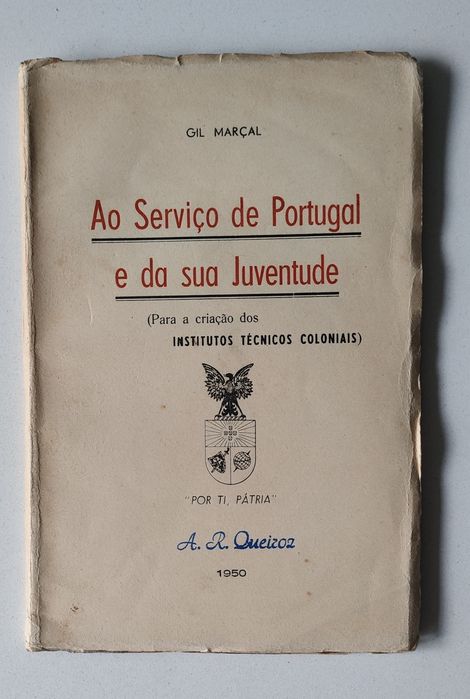 GIL MARÇAL
Ao Serviço de Portugal
e da sua Juventude
(Para a criação dos
INSTITUTOS TÉCNICOS COLONIAIS)
"POR TI, PÁTRIA"
A. R. Queiroz
1950